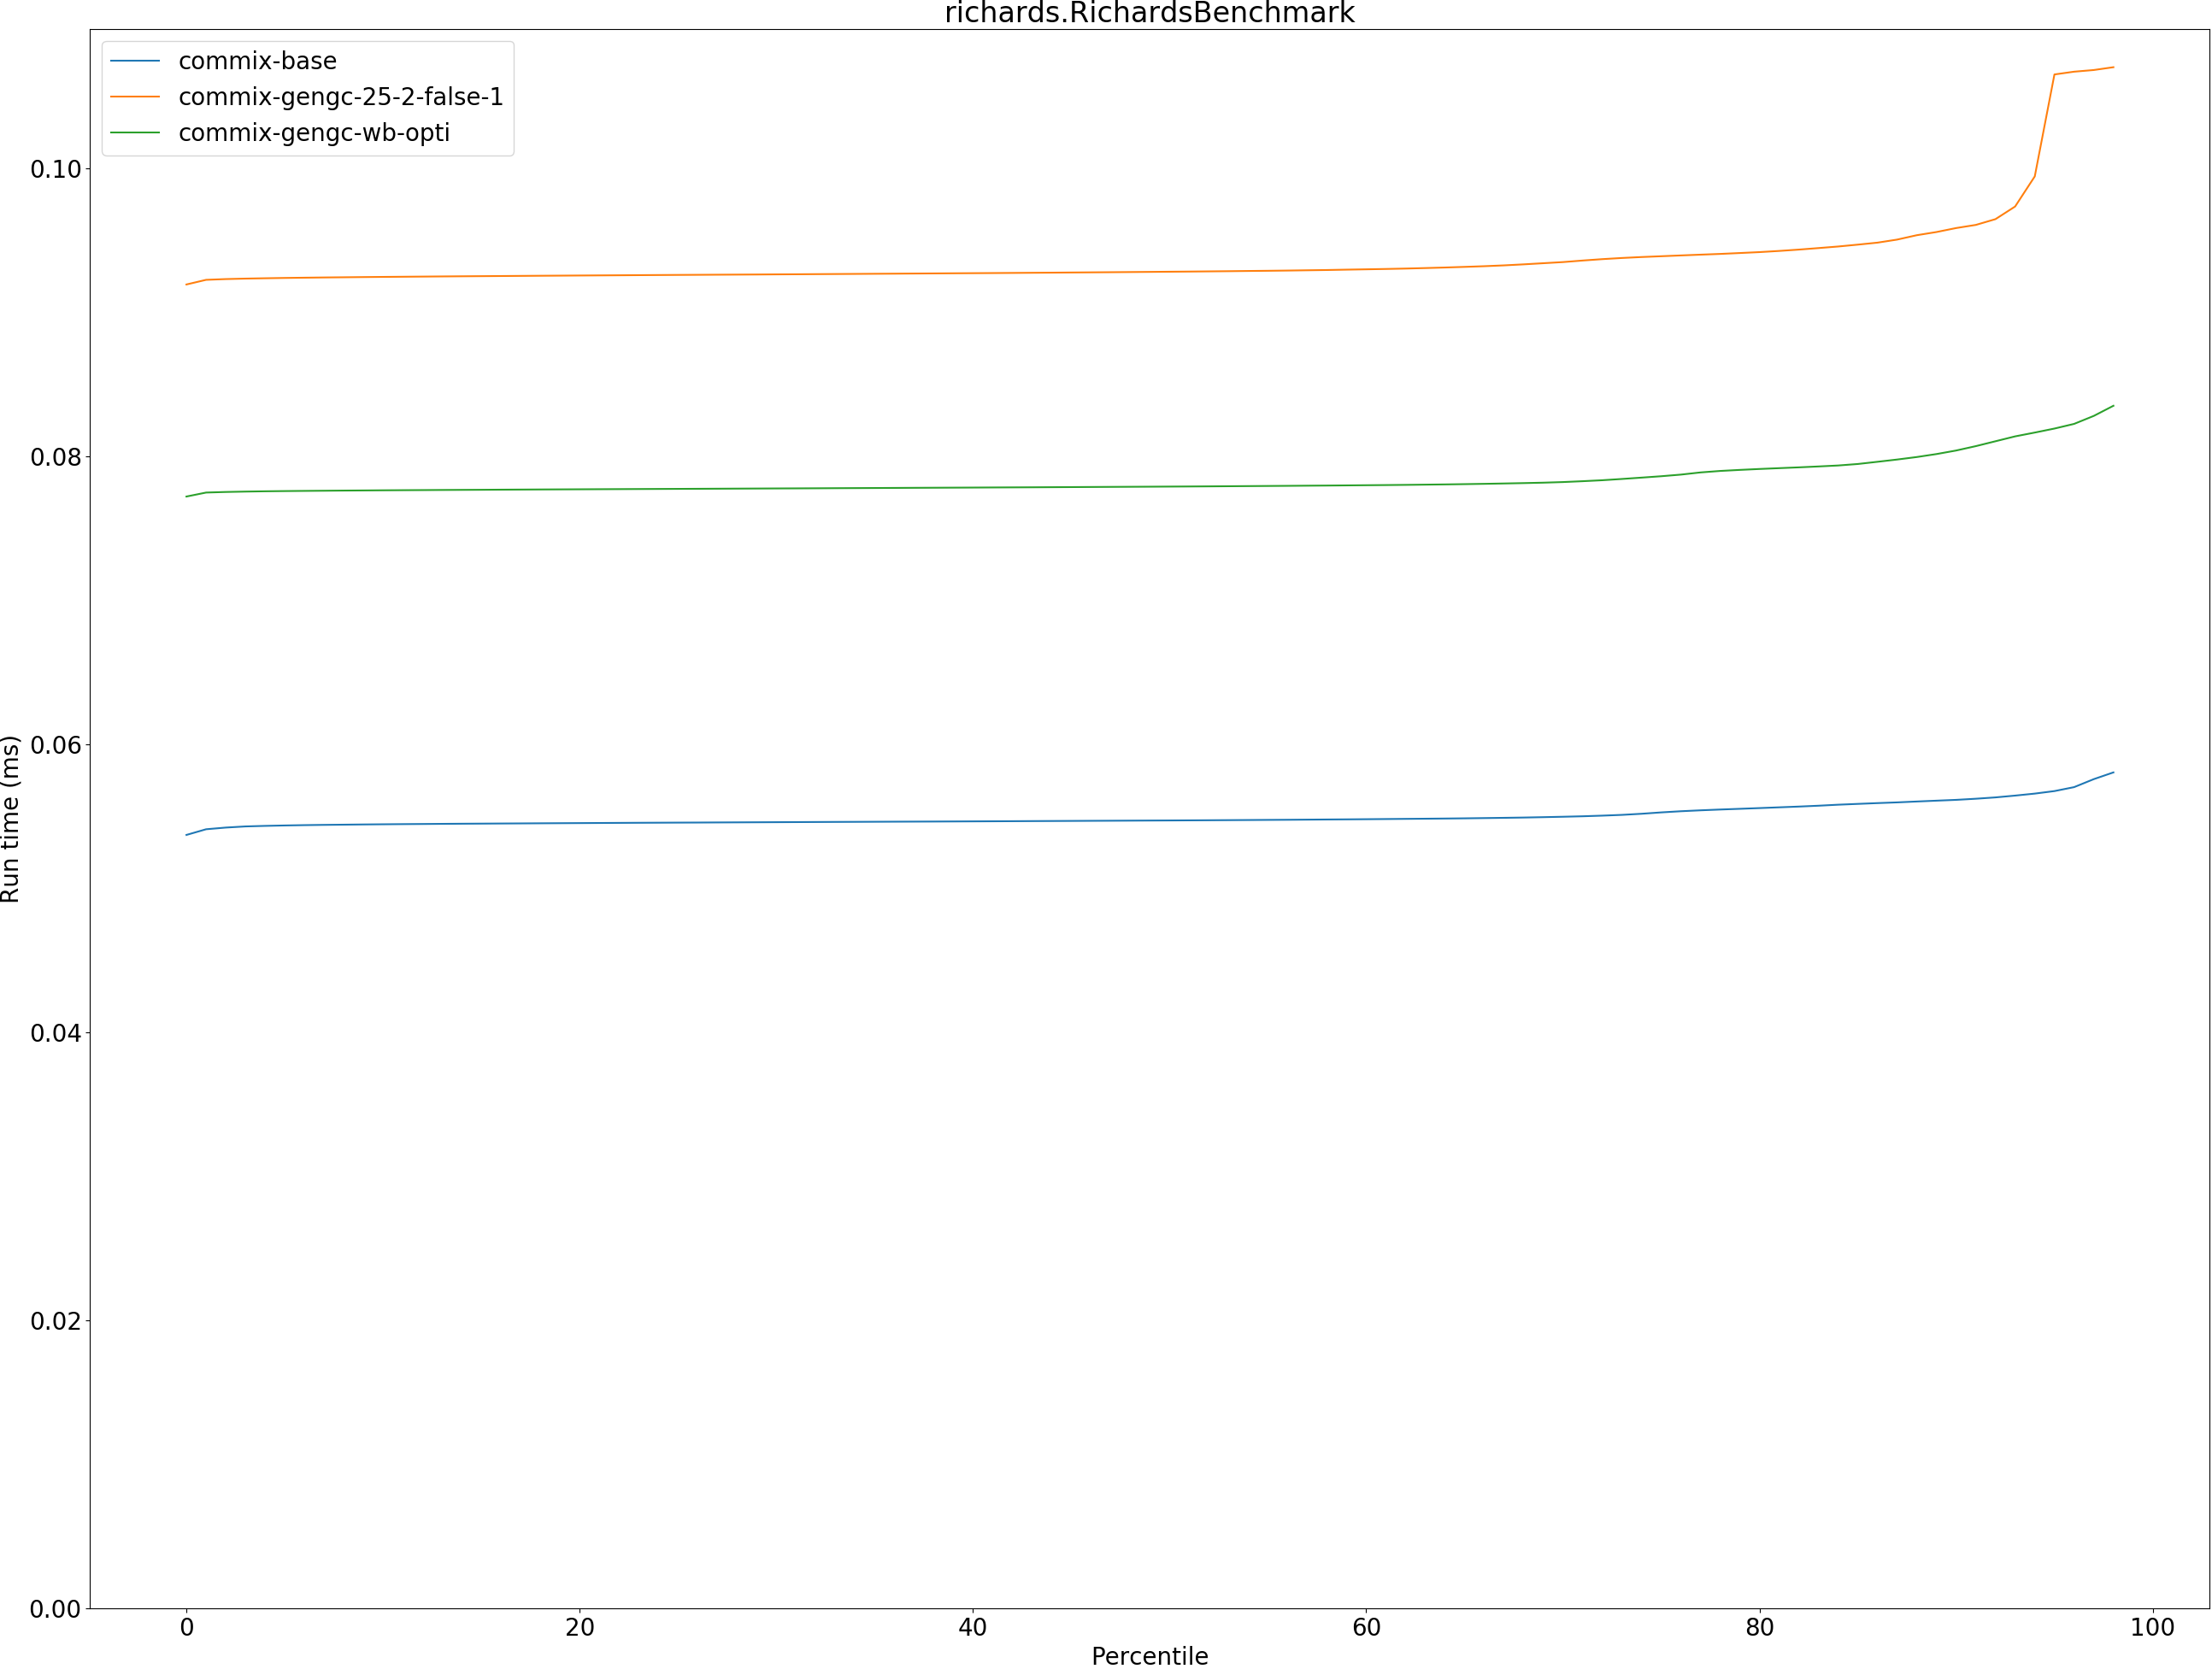 richards.RichardsBenchmark
commix-base
commix-gengc-25-2-false-1
commix-gengc-wb-opti
0.10
0.08
0.06
0.04
0.02
0.00
Run time (ms)
0 20 40 60 80 100
Percentile